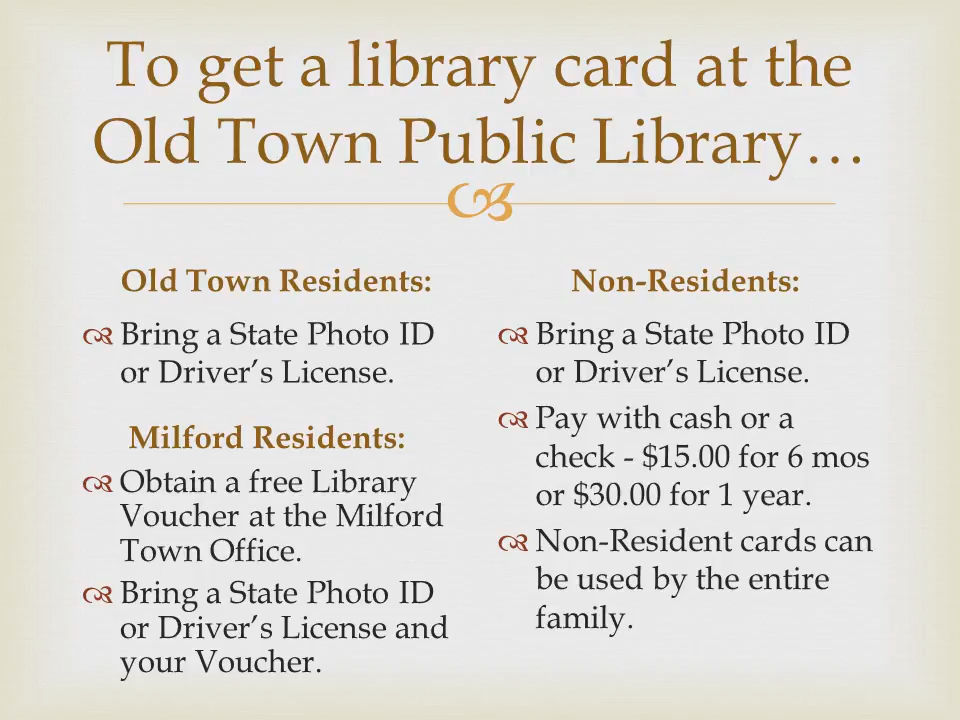 To get a library card at the
Old Town Public Library…
Old Town Residents:
Bring a State Photo ID
or Driver’s License.
Milford Residents:
Obtain a free Library
Voucher at the Milford
Town Office.
Bring a State Photo ID
or Driver’s License and
your Voucher.
Non-Residents:
Bring a State Photo ID
or Driver’s License.
Pay with cash or a
check - $15.00 for 6 mos
or $30.00 for 1 year.
Non-Resident cards can
be used by the entire
family.